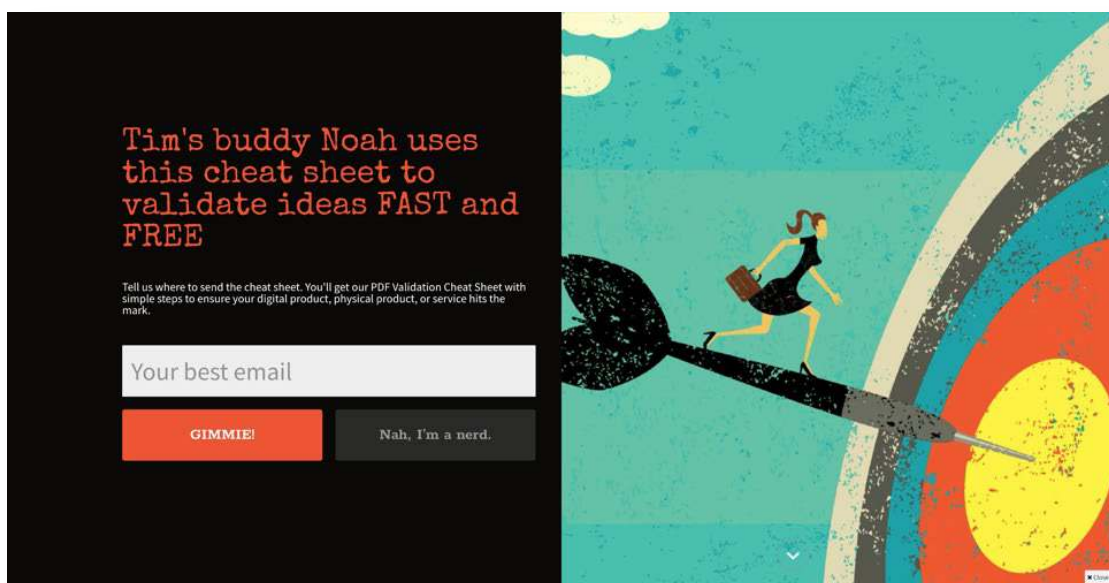 Tim's buddy Noah uses
this cheat sheet to
validate ideas FAST and
FREE
Tell us where to send the cheat sheet. You'll get our PDF Validation Cheat Sheet with
simple steps to ensure your digital product, physical product, or service hits the
mark.
Your best email
GIMMIE!
Nah, I'm a nerd.
✖ Close